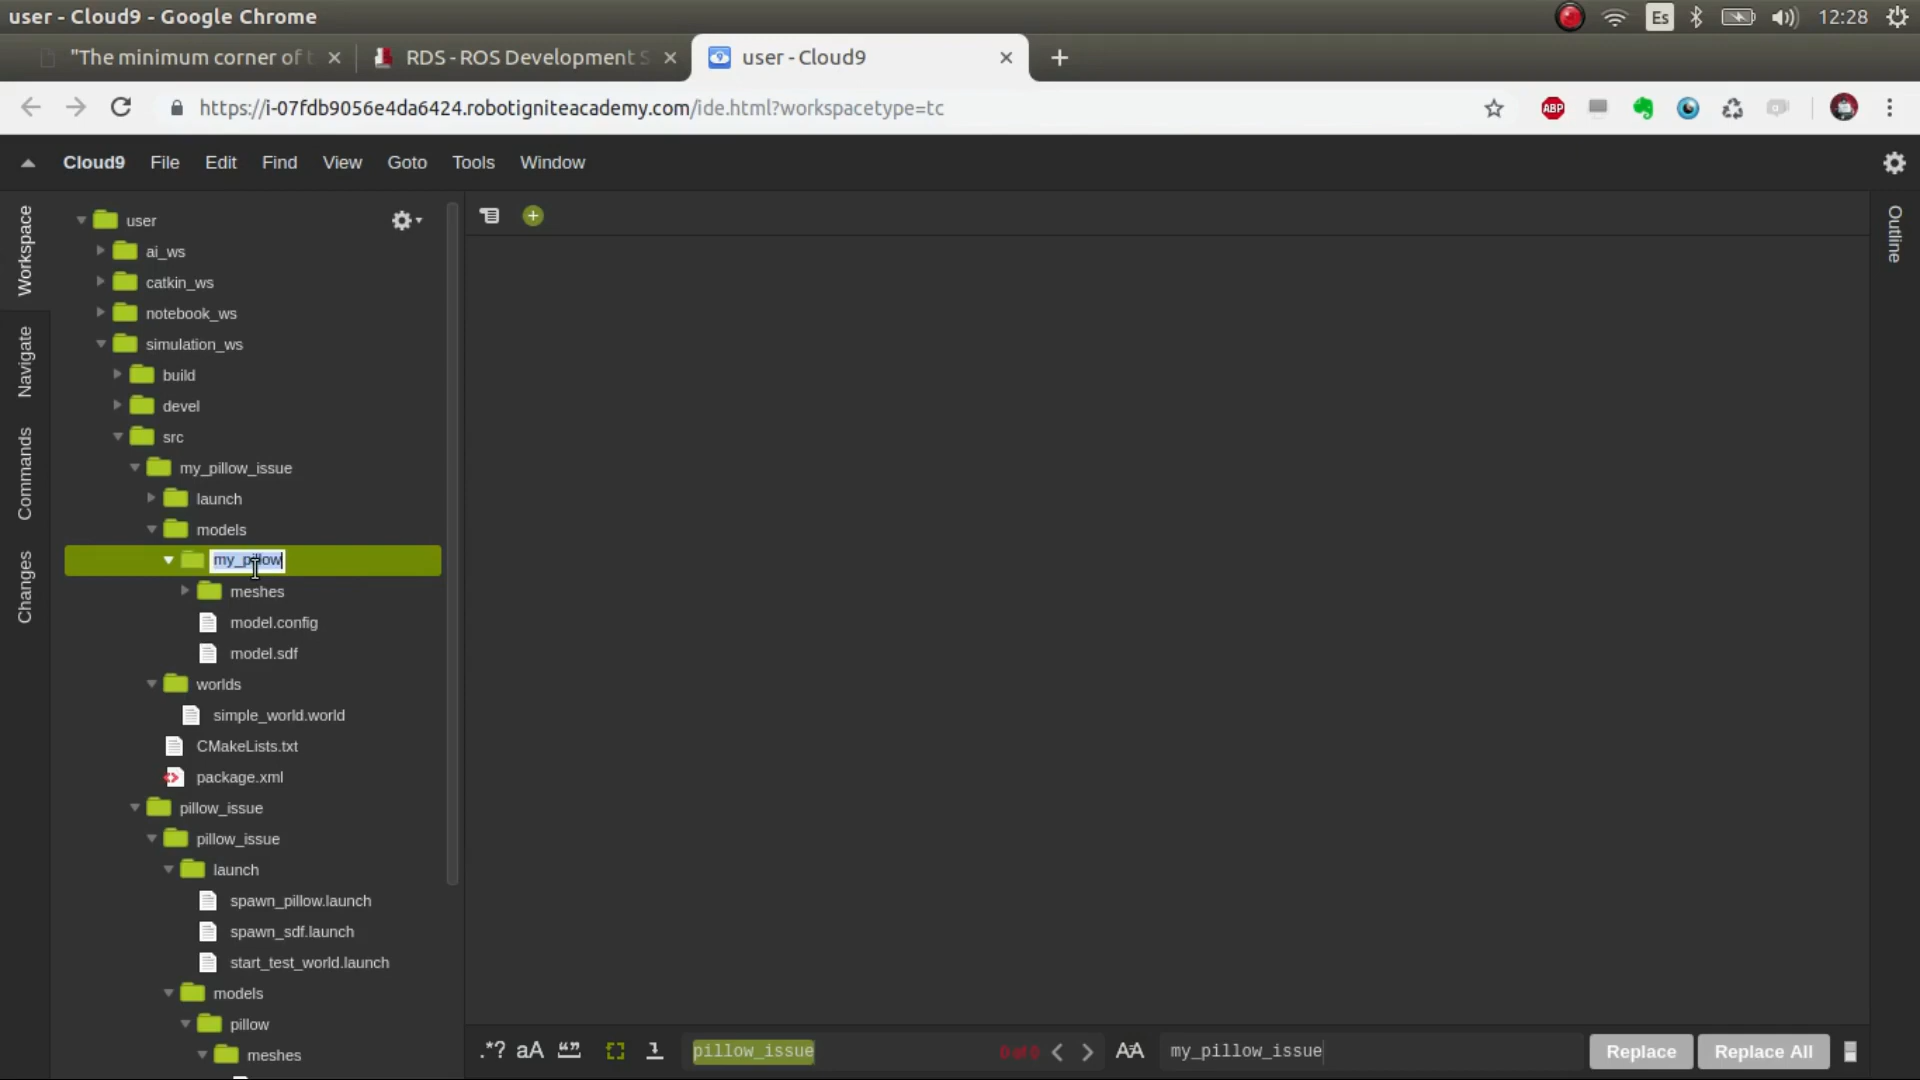 user - Cloud9 - Google Chrome
Es
12:28
"The minimum corner of t
RDS - ROS Development S
user - Cloud9
https://i-07fdb9056e4da6424.robotigniteacademy.com/ide.html?workspacetype=tc
ABP
Cloud9 File Edit Find View Goto Tools Window
Workspace
Navigate
Commands
Changes
Outline
user
ai_ws
catkin_ws
notebook_ws
simulation_ws
build
devel
src
my_pillow_issue
launch
models
my_pillow
meshes
model.config
model.sdf
worlds
simple_world.world
CMakeLists.txt
package.xml
pillow_issue
pillow_issue
launch
spawn_pillow.launch
spawn_sdf.launch
start_test_world.launch
models
pillow
meshes
.*? aA pillow_issue 0 of 0 my_pillow_issue Replace Replace All